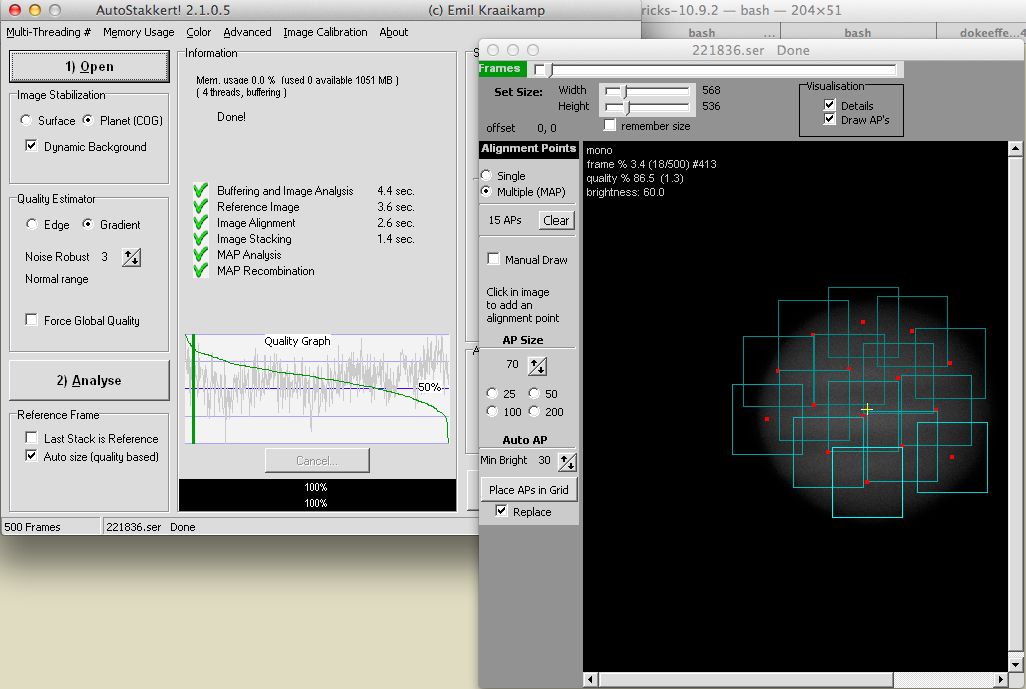 AutoStakkert! 2.1.0.5 (c) Emil Kraaikamp
ricks-10.9.2 — bash — 204×51
Multi-Threading # Memory Usage Color Advanced Image Calibration About
bash ... bash dokeeffe...4
1) Open
Image Stabilization
Surface Planet (COG)
Dynamic Background
Quality Estimator
Edge Gradient
Noise Robust 3
Normal range
Force Global Quality
2) Analyse
Reference Frame
Last Stack is Reference
Auto size (quality based)
500 Frames 221836.ser Done
Information
Mem. usage 0.0 % (used 0 available 1051 MB )
( 4 threads, buffering )
Done!
Buffering and Image Analysis 4.4 sec.
Reference Image 3.6 sec.
Image Alignment 2.6 sec.
Image Stacking 1.4 sec.
MAP Analysis
MAP Recombination
Quality Graph
50%
Cancel...
100%
100%
S
A
221836.ser Done
Frames
Set Size: Width 568
Height 536
offset 0, 0 remember size
Visualisation
Details
Draw AP's
Alignment Points
Single
Multiple (MAP)
15 APs Clear
Manual Draw
Click in image
to add an
alignment point
AP Size
70
25 50
100 200
Auto AP
Min Bright 30
Place APs in Grid
Replace
mono
frame % 3.4 (18/500) #413
quality % 86.5 (1.3)
brightness: 60.0